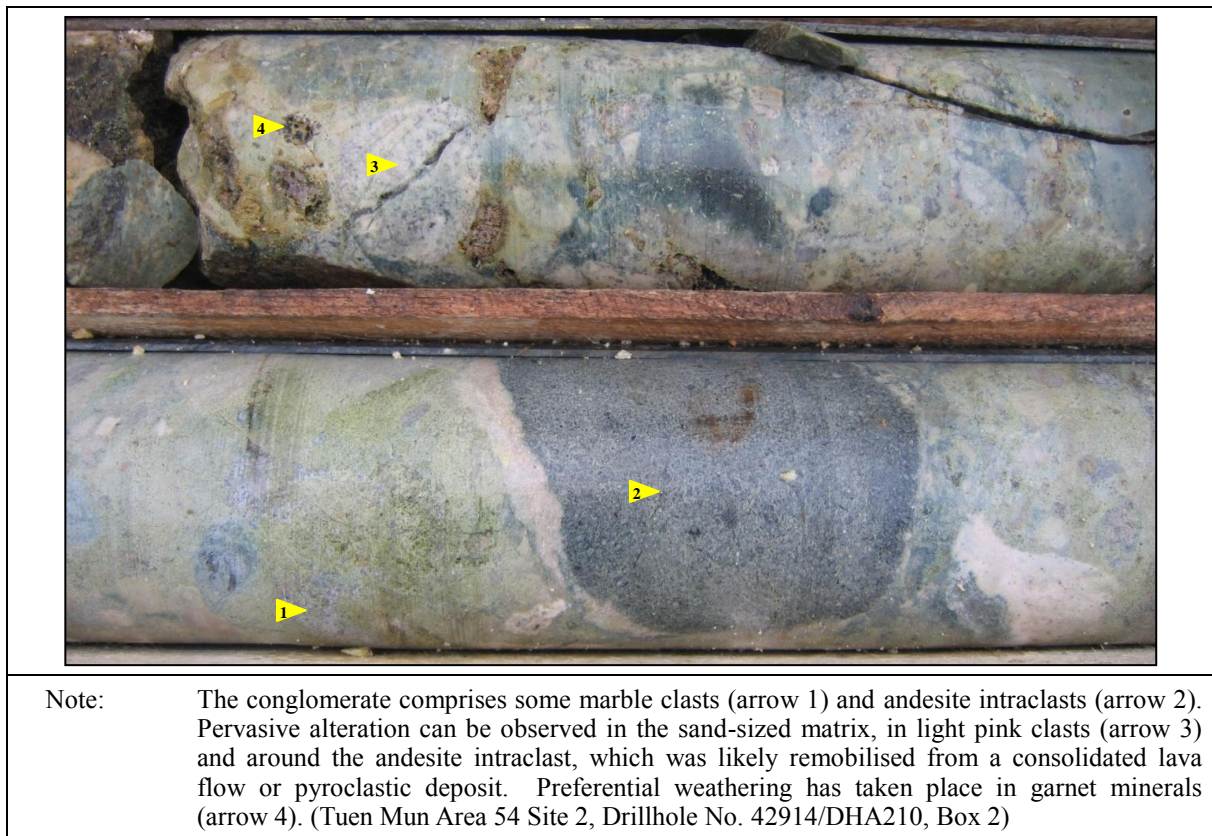 4
3
2
1
Note: The conglomerate comprises some marble clasts (arrow 1) and andesite intraclasts (arrow 2).
Pervasive alteration can be observed in the sand-sized matrix, in light pink clasts (arrow 3)
and around the andesite intraclast, which was likely remobilised from a consolidated lava
flow or pyroclastic deposit. Preferential weathering has taken place in garnet minerals
(arrow 4). (Tuen Mun Area 54 Site 2, Drillhole No. 42914/DHA210, Box 2)